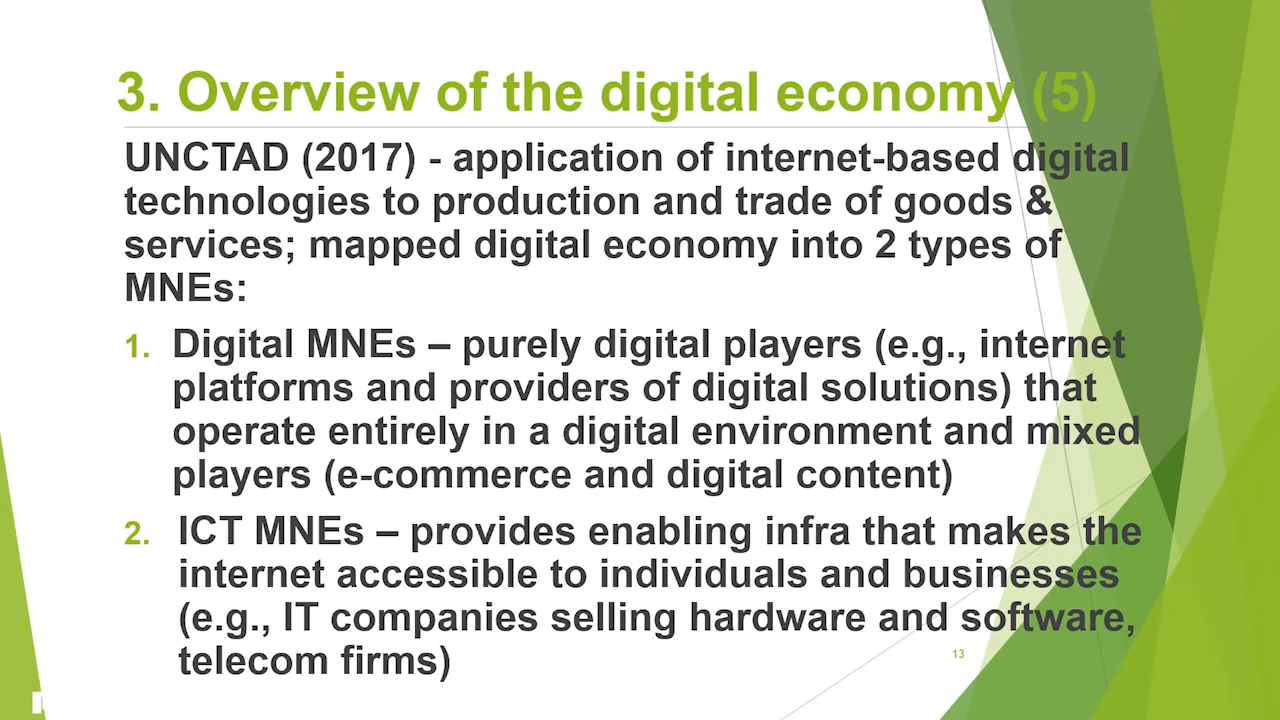 3. Overview of the digital economy (5)
UNCTAD (2017) - application of internet-based digital
technologies to production and trade of goods &
services; mapped digital economy into 2 types of
MNEs:
1. Digital MNEs – purely digital players (e.g., internet
platforms and providers of digital solutions) that
operate entirely in a digital environment and mixed
players (e-commerce and digital content)
2. ICT MNEs – provides enabling infra that makes the
internet accessible to individuals and businesses
(e.g., IT companies selling hardware and software,
telecom firms)
13